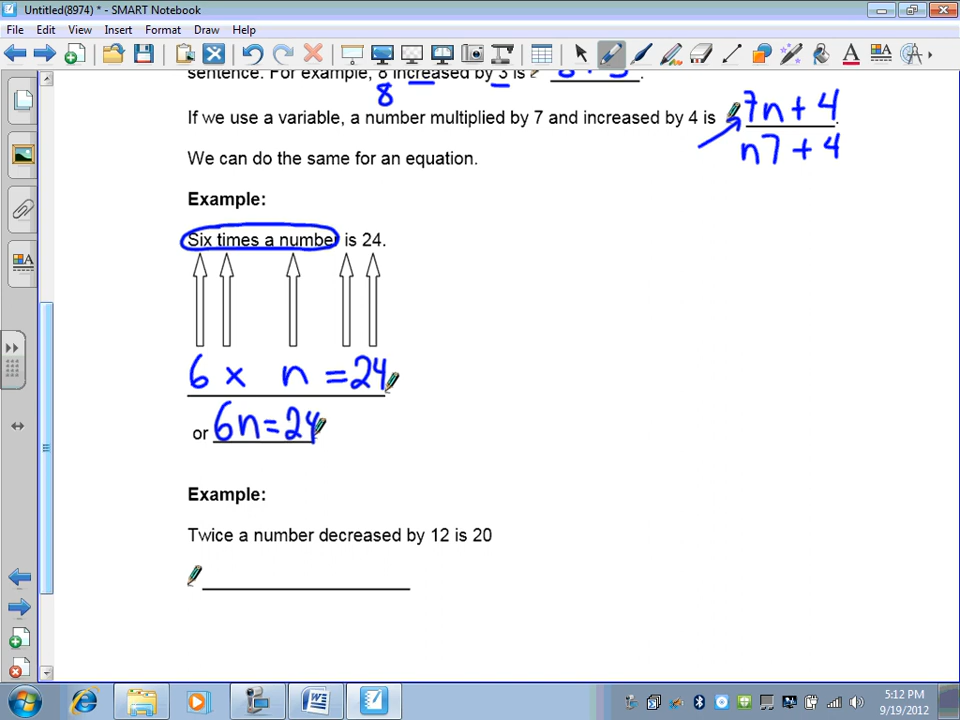 Untitled(8974) * - SMART Notebook
File Edit View Insert Format Draw Help
sentence. For example, 8 increased by 3 is
8
If we use a variable, a number multiplied by 7 and increased by 4 is 7n + 4.
n7 + 4
We can do the same for an equation.
Example:
Six times a number is 24.
6 x n = 24
or 6n = 24
Example:
Twice a number decreased by 12 is 20
5:12 PM
9/19/2012